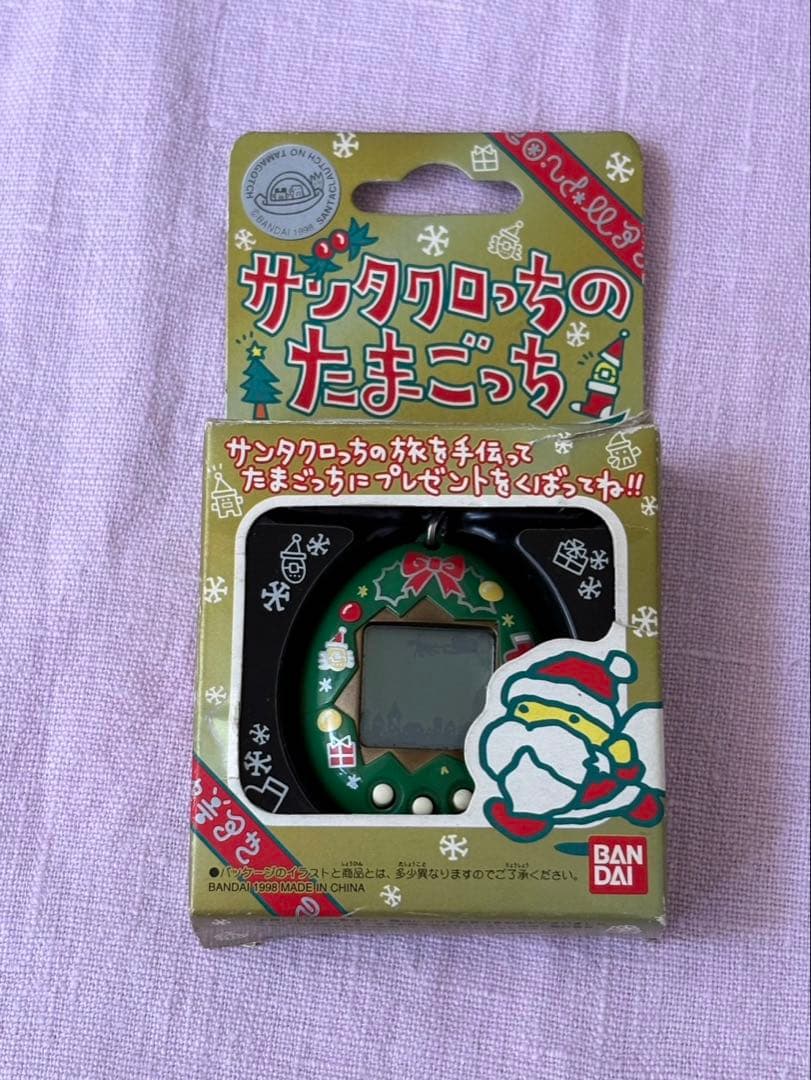 SANTACLAUTCH NO TAMAGOTCH
©BANDAI 1998
サンタクロっちの
たまごっち
サンタクロっちの旅を手伝って
たまごっちにプレゼントをくばってね!!
BAN
DAI
●パッケージのイラストと商品とは、多少異なりますのでご了承ください。
BANDAI 1998 MADE IN CHINA